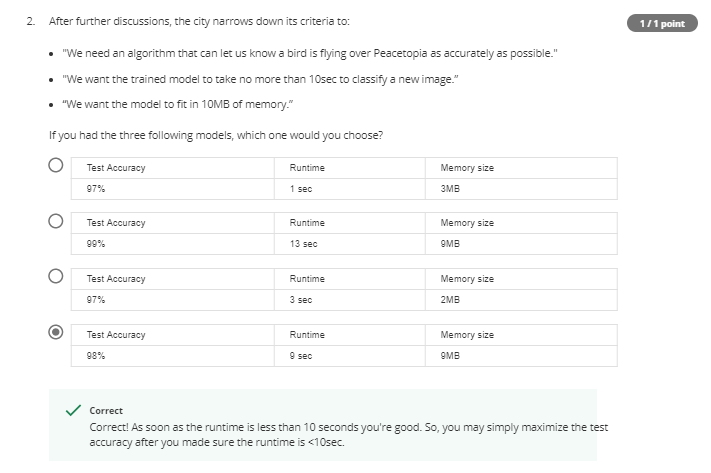 2. After further discussions, the city narrows down its criteria to:
1 / 1 point
• "We need an algorithm that can let us know a bird is flying over Peacetopia as accurately as possible."
• "We want the trained model to take no more than 10sec to classify a new image."
• "We want the model to fit in 10MB of memory."
If you had the three following models, which one would you choose?
Test Accuracy Runtime Memory size
97% 1 sec 3MB
Test Accuracy Runtime Memory size
99% 13 sec 9MB
Test Accuracy Runtime Memory size
97% 3 sec 2MB
Test Accuracy Runtime Memory size
98% 9 sec 9MB
Correct
Correct! As soon as the runtime is less than 10 seconds you're good. So, you may simply maximize the test
accuracy after you made sure the runtime is <10sec.